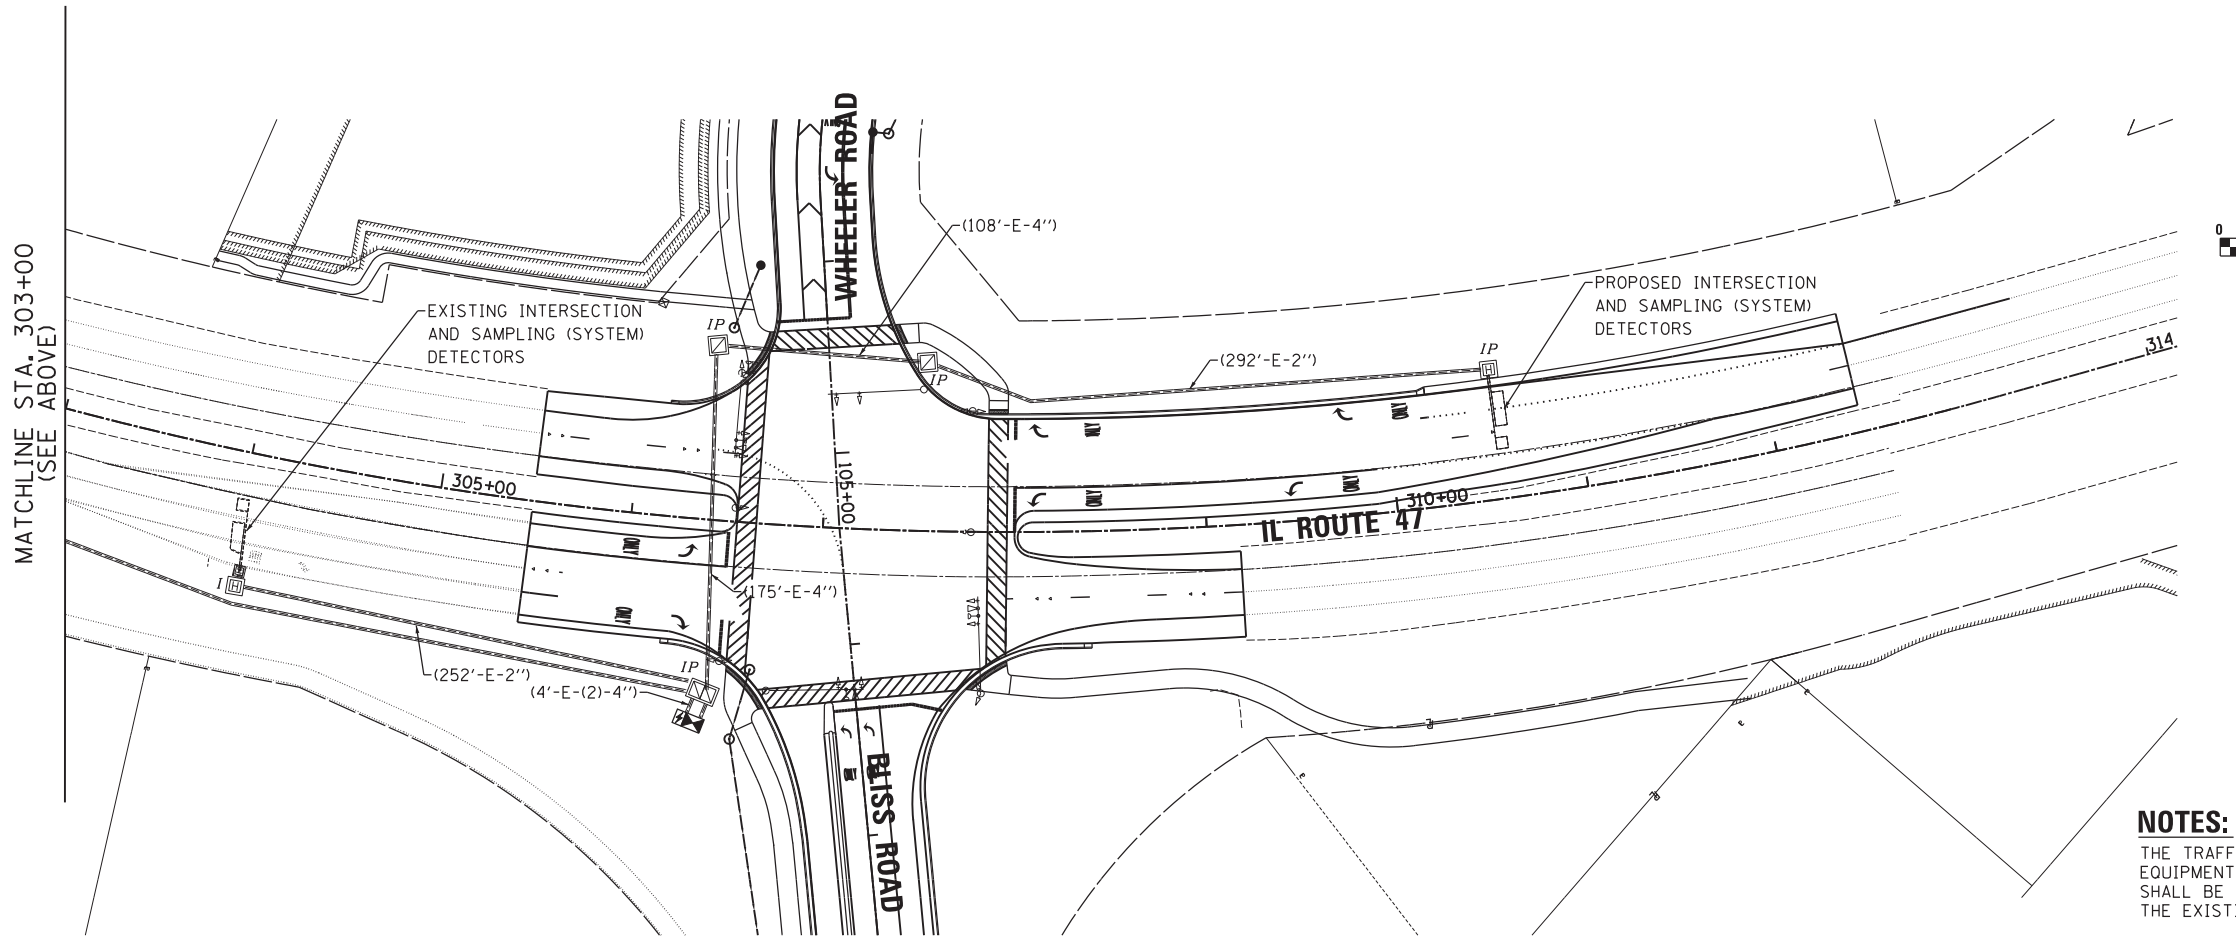 MATCHLINE STA. 303+00
(SEE ABOVE)
WHEELER ROAD
(108'-E-4'')
EXISTING INTERSECTION
AND SAMPLING (SYSTEM)
DETECTORS
IP
IP
(292'-E-2'')
IP
PROPOSED INTERSECTION
AND SAMPLING (SYSTEM)
DETECTORS
0
314
305+00
105+00
310+00
IL ROUTE 47
NLY
ONLY
ONLY
ONLY
ONLY
ONLY
I
H
H
(175'-E-4'')
(252'-E-2'')
IP
(4'-E-(2)-4'')
BLISS ROAD
NOTES:
THE TRAFF
EQUIPMENT
SHALL BE
THE EXIST